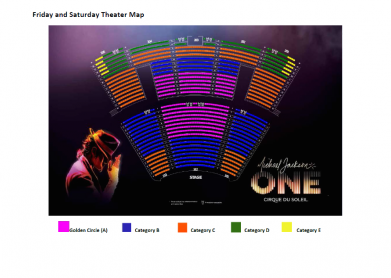 Friday and Saturday Theater Map
STAGE
Michael Jackson
ONE
CIRQUE DU SOLEIL
Golden Circle (A)
Category B
Category C
Category D
Category E